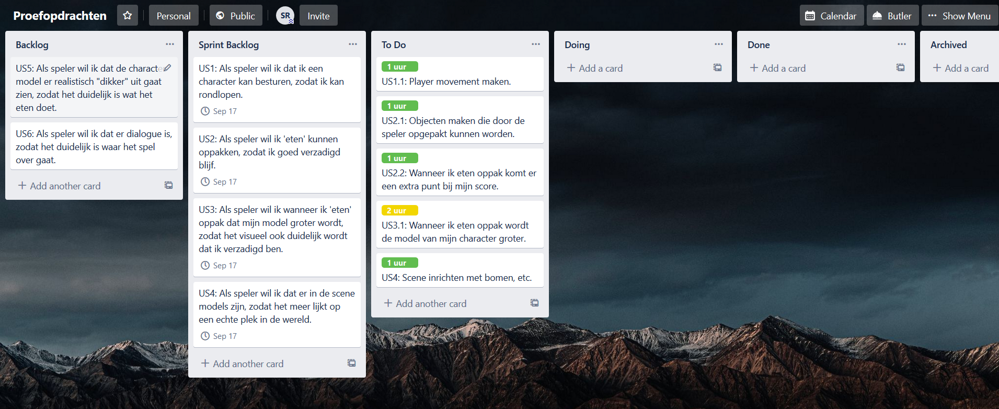 Proefopdrachten
Personal
Public
SR
Invite
Calendar
Butler
Show Menu
Backlog
US5: Als speler wil ik dat de characte
model er realistisch "dikker" uit gaat
zien, zodat het duidelijk is wat het
eten doet.
US6: Als speler wil ik dat er dialogue is,
zodat het duidelijk is waar het spel
over gaat.
Add another card
Sprint Backlog
US1: Als speler wil ik dat ik een
character kan besturen, zodat ik kan
rondlopen.
Sep 17
US2: Als speler wil ik 'eten' kunnen
oppakken, zodat ik goed verzadigd
blijf.
Sep 17
US3: Als speler wil ik wanneer ik 'eten'
oppak dat mijn model groter wordt,
zodat het visueel ook duidelijk wordt
dat ik verzadigd ben.
Sep 17
US4: Als speler wil ik dat er in de scene
models zijn, zodat het meer lijkt op
een echte plek in de wereld.
Sep 17
Add another card
To Do
1 uur
US1.1: Player movement maken.
1 uur
US2.1: Objecten maken die door de
speler opgepakt kunnen worden.
1 uur
US2.2: Wanneer ik eten oppak komt er
een extra punt bij mijn score.
2 uur
US3.1: Wanneer ik eten oppak wordt
de model van mijn character groter.
1 uur
US4: Scene inrichten met bomen, etc.
Add another card
Doing
Add a card
Done
Add a card
Archived
Add a card